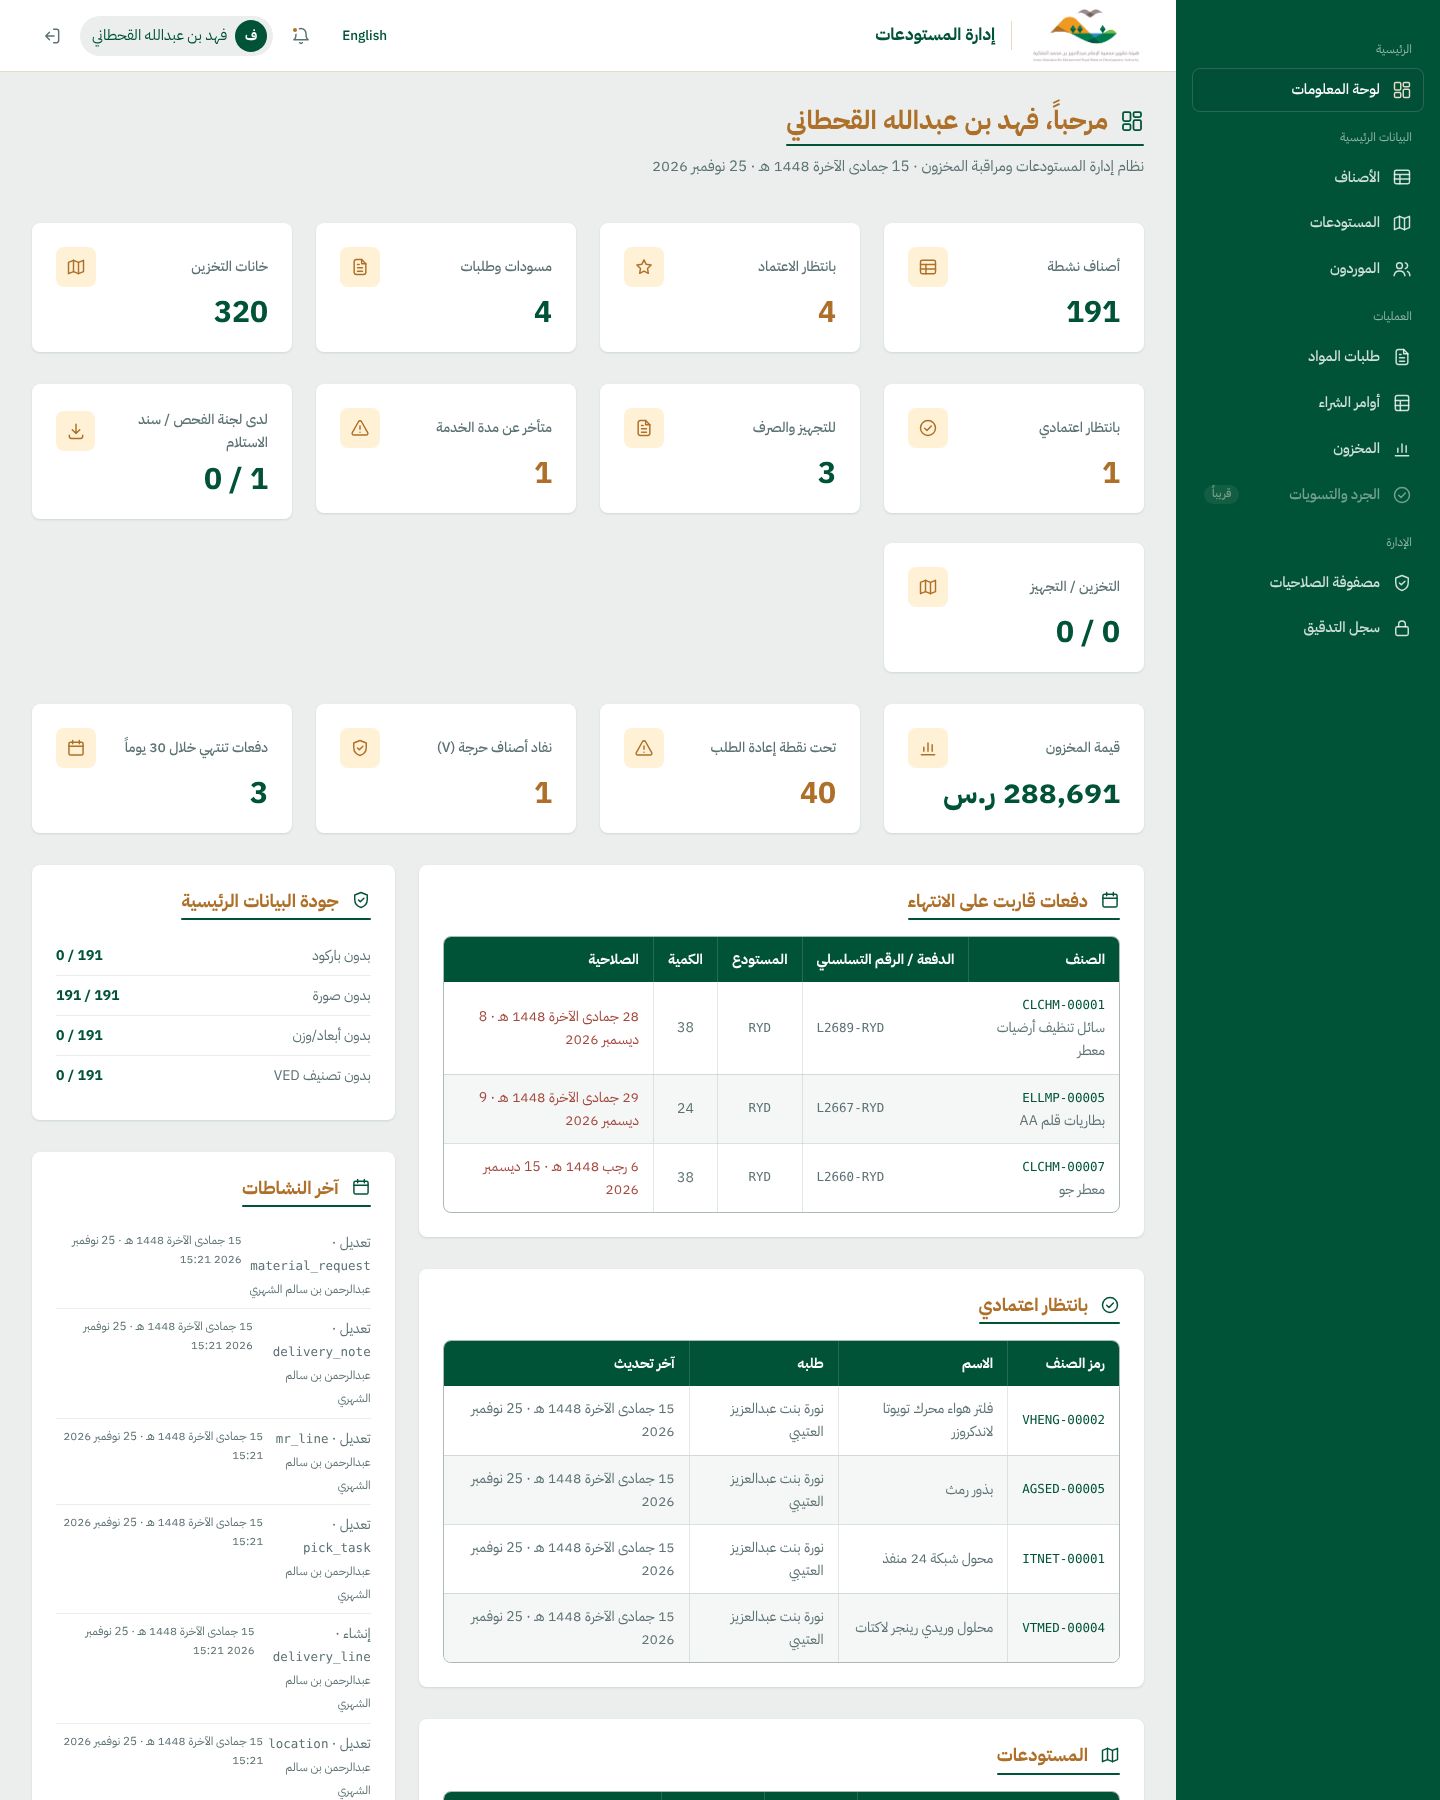 الرئيسية
لوحة المعلومات
البيانات الرئيسية
الأصناف
المستودعات
الموردون
العمليات
طلبات المواد
أوامر الشراء
المخزون
الجرد والتسويات
قريباً
الإدارة
مصفوفة الصلاحيات
سجل التدقيق
إدارة المستودعات
English
ف
فهد بن عبدالله القحطاني
مرحباً، فهد بن عبدالله القحطاني
نظام إدارة المستودعات ومراقبة المخزون · 15 جمادى الآخرة 1448 هـ · 25 نوفمبر 2026
أصناف نشطة
191
بانتظار الاعتماد
4
مسودات وطلبات
4
خانات التخزين
320
بانتظار اعتمادي
1
للتجهيز والصرف
3
متأخر عن مدة الخدمة
1
لدى لجنة الفحص / سند
الاستلام
0 / 1
التخزين / التجهيز
0 / 0
قيمة المخزون
288,691 ر.س
تحت نقطة إعادة الطلب
40
نفاد أصناف حرجة (V)
1
دفعات تنتهي خلال 30 يوماً
3
دفعات قاربت على الانتهاء
الصنف الدفعة / الرقم التسلسلي المستودع الكمية الصلاحية
CLCHM-00001
سائل تنظيف أرضيات
معطر
L2689-RYD
RYD
38
28 جمادى الآخرة 1448 هـ · 8
ديسمبر 2026
ELLMP-00005
بطاريات قلم AA
L2667-RYD
RYD
24
29 جمادى الآخرة 1448 هـ · 9
ديسمبر 2026
CLCHM-00007
معطر جو
L2660-RYD
RYD
38
6 رجب 1448 هـ · 15 ديسمبر
2026
بانتظار اعتمادي
رمز الصنف الاسم طلبه آخر تحديث
VHENG-00002
فلتر هواء محرك تويوتا
لاندكروزر
نورة بنت عبدالعزيز
العتيبي
15 جمادى الآخرة 1448 هـ · 25 نوفمبر
2026
AGSED-00005
بذور رمث
نورة بنت عبدالعزيز
العتيبي
15 جمادى الآخرة 1448 هـ · 25 نوفمبر
2026
ITNET-00001
محول شبكة 24 منفذ
نورة بنت عبدالعزيز
العتيبي
15 جمادى الآخرة 1448 هـ · 25 نوفمبر
2026
VTMED-00004
محلول وريدي رينجر لاكتات
نورة بنت عبدالعزيز
العتيبي
15 جمادى الآخرة 1448 هـ · 25 نوفمبر
2026
المستودعات
جودة البيانات الرئيسية
بدون باركود
0 / 191
بدون صورة
191 / 191
بدون أبعاد/وزن
0 / 191
بدون تصنيف VED
0 / 191
آخر النشاطات
تعديل ·
material_request
عبدالرحمن بن سالم الشهري
15 جمادى الآخرة 1448 هـ · 25 نوفمبر
2026 15:21
تعديل ·
delivery_note
عبدالرحمن بن سالم
الشهري
15 جمادى الآخرة 1448 هـ · 25 نوفمبر
2026 15:21
تعديل · mr_line
عبدالرحمن بن سالم
الشهري
15 جمادى الآخرة 1448 هـ · 25 نوفمبر 2026
15:21
تعديل ·
pick_task
عبدالرحمن بن سالم
الشهري
15 جمادى الآخرة 1448 هـ · 25 نوفمبر 2026
15:21
إنشاء ·
delivery_line
عبدالرحمن بن سالم
الشهري
15 جمادى الآخرة 1448 هـ · 25 نوفمبر
2026 15:21
تعديل · location
عبدالرحمن بن سالم
الشهري
15 جمادى الآخرة 1448 هـ · 25 نوفمبر 2026
15:21